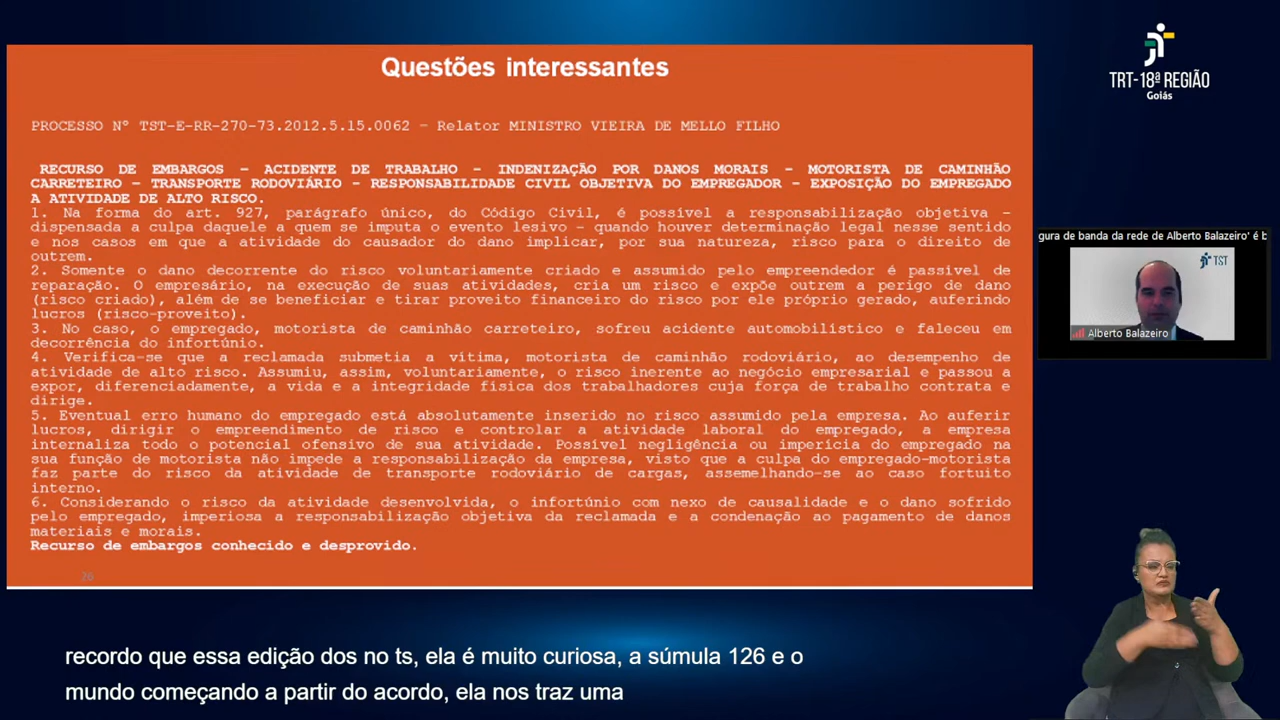 Questões interessantes
PROCESSO Nº TST-E-RR-270-73.2012.5.15.0062 – Relator MINISTRO VIEIRA DE MELLO FILHO
RECURSO DE EMBARGOS – ACIDENTE DE TRABALHO – INDENIZAÇÃO POR DANOS MORAIS – MOTORISTA DE CAMINHÃO
CARRETEIRO – TRANSPORTE RODOVIÁRIO – RESPONSABILIDADE CIVIL OBJETIVA DO EMPREGADOR – EXPOSIÇÃO DO EMPREGADO
A ATIVIDADE DE ALTO RISCO.
1. Na forma do art. 927, parágrafo único, do Código Civil, é possível a responsabilização objetiva –
dispensada a culpa daquele a quem se imputa o evento lesivo – quando houver determinação legal nesse sentido
e nos casos em que a atividade do causador do dano implicar, por sua natureza, risco para o direito de
outrem.
2. Somente o dano decorrente do risco voluntariamente criado e assumido pelo empreendedor é passível de
reparação. O empresário, na execução de suas atividades, cria um risco e expõe outrem a perigo de dano
(risco criado), além de se beneficiar e tirar proveito financeiro do risco por ele próprio gerado, auferindo
lucros (risco-proveito).
3. No caso, o empregado, motorista de caminhão carreteiro, sofreu acidente automobilístico e faleceu em
decorrência do infortúnio.
4. Verifica-se que a reclamada submetia a vítima, motorista de caminhão rodoviário, ao desempenho de
atividade de alto risco. Assumiu, assim, voluntariamente, o risco inerente ao negócio empresarial e passou a
expor, diferenciadamente, a vida e a integridade física dos trabalhadores cuja força de trabalho contrata e
dirige.
5. Eventual erro humano do empregado está absolutamente inserido no risco assumido pela empresa. Ao auferir
lucros, dirigir o empreendimento de risco e controlar a atividade laboral do empregado, a empresa
internaliza todo o potencial ofensivo de sua atividade. Possível negligência ou imperícia do empregado na
sua função de motorista não impede a responsabilização da empresa, visto que a culpa do empregado-motorista
faz parte do risco da atividade de transporte rodoviário de cargas, assemelhando-se ao caso fortuito
interno.
6. Considerando o risco da atividade desenvolvida, o infortúnio com nexo de causalidade e o dano sofrido
pelo empregado, imperiosa a responsabilização objetiva da reclamada e a condenação ao pagamento de danos
materiais e morais.
Recurso de embargos conhecido e desprovido.
26
TRT-18ª REGIÃO
Goiás
gura de banda da rede de Alberto Balazeiro' é b
TST
Alberto Balazeiro
recordo que essa edição dos no ts, ela é muito curiosa, a súmula 126 e o
mundo começando a partir do acordo, ela nos traz uma